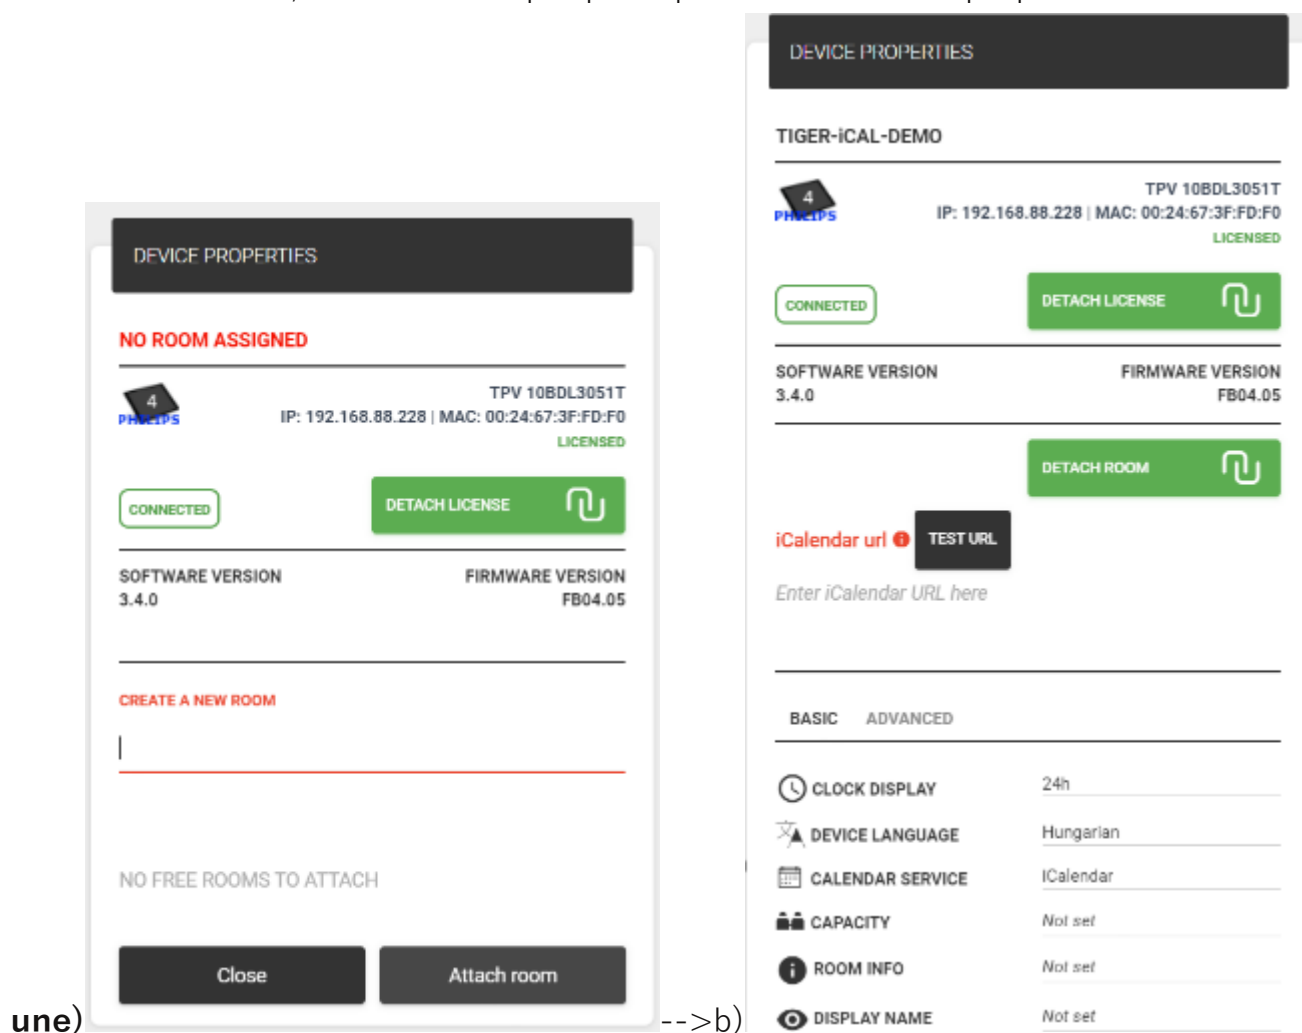 DEVICE PROPERTIES
NO ROOM ASSIGNED
4
PHILIPS
TPV 10BDL3051T
IP: 192.168.88.228 | MAC: 00:24:67:3F:FD:F0
LICENSED
CONNECTED
DETACH LICENSE
SOFTWARE VERSION FIRMWARE VERSION
3.4.0 FB04.05
CREATE A NEW ROOM
NO FREE ROOMS TO ATTACH
Close Attach room
une)
-->b)
DEVICE PROPERTIES
TIGER-iCAL-DEMO
4
PHILIPS
TPV 10BDL3051T
IP: 192.168.88.228 | MAC: 00:24:67:3F:FD:F0
LICENSED
CONNECTED
DETACH LICENSE
SOFTWARE VERSION FIRMWARE VERSION
3.4.0 FB04.05
DETACH ROOM
iCalendar url TEST URL
Enter iCalendar URL here
BASIC ADVANCED
CLOCK DISPLAY 24h
DEVICE LANGUAGE Hungarian
CALENDAR SERVICE ICalendar
CAPACITY Not set
ROOM INFO Not set
DISPLAY NAME Not set